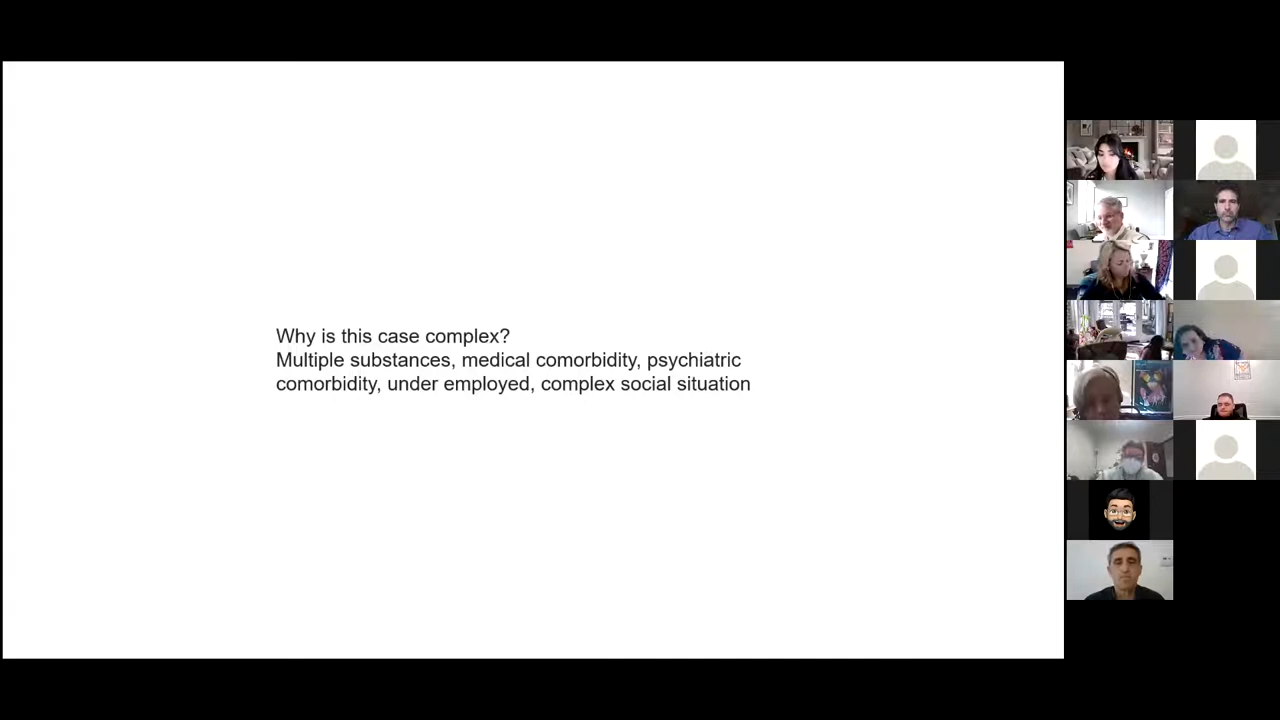 Why is this case complex?
Multiple substances, medical comorbidity, psychiatric
comorbidity, under employed, complex social situation